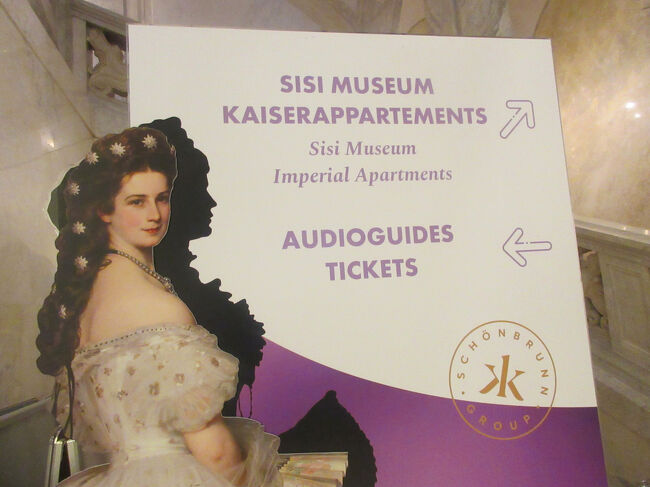 SISI MUSEUM
KAISERAPPARTEMENTS
Sisi Museum
Imperial Apartments
AUDIOGUIDES
TICKETS
SCHÖNBRUNN
GROUP